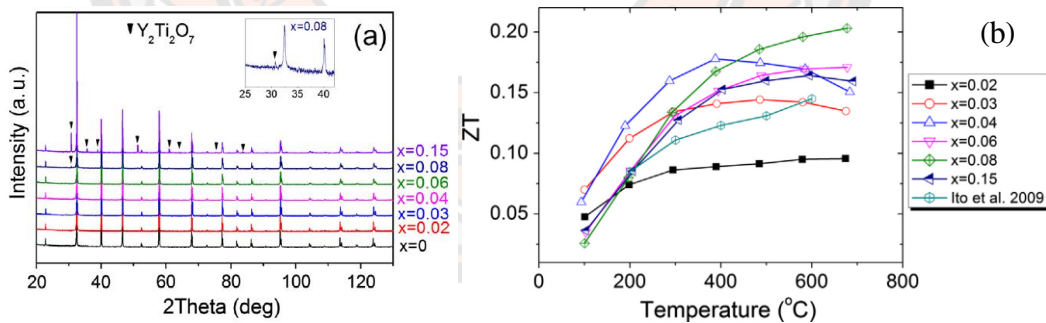 ▼Y₂Ti₂O₇
x=0.08
(a)
25 30 35 40
Intensity (a. u.)
x=0.15
x=0.08
x=0.06
x=0.04
x=0.03
x=0.02
x=0
20 40 60 80 100 120
2Theta (deg)
(b)
ZT
0.20
0.15
0.10
0.05
0 200 400 600 800
Temperature (°C)
x=0.02
x=0.03
x=0.04
x=0.06
x=0.08
x=0.15
Ito et al. 2009